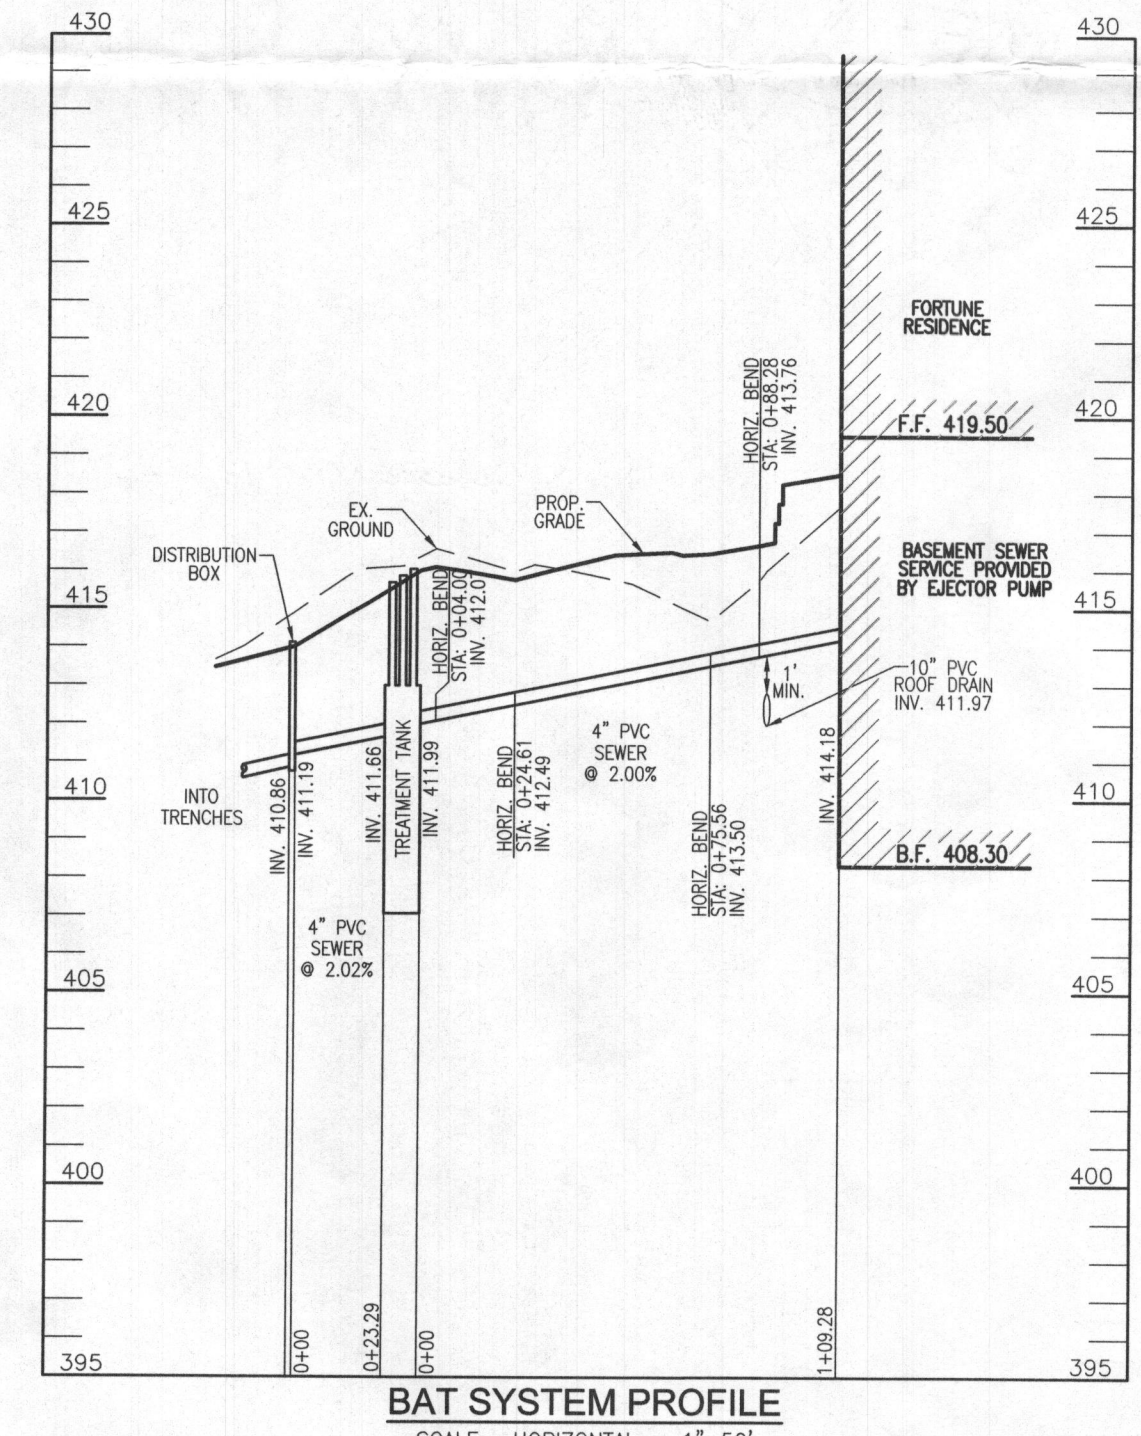 430
430
425
425
FORTUNE
RESIDENCE
420
420
F.F. 419.50
HORIZ. BEND
STA: 0+88.28
INV. 413.76
EX.
GROUND
PROP.
GRADE
DISTRIBUTION
BOX
BASEMENT SEWER
SERVICE PROVIDED
BY EJECTOR PUMP
415
415
HORIZ. BEND
STA: 0+04.00
INV. 412.07
1'
MIN.
10" PVC
ROOF DRAIN
INV. 411.97
4" PVC
SEWER
@ 2.00%
INTO
TRENCHES
410
410
INV. 410.86
INV. 411.19
INV. 411.66
TREATMENT TANK
INV. 411.99
HORIZ. BEND
STA: 0+24.61
INV. 412.49
HORIZ. BEND
STA: 0+75.56
INV. 413.50
INV. 414.18
B.F. 408.30
4" PVC
SEWER
@ 2.02%
405
405
400
400
0+00
0+23.29
0+00
1+09.28
395
395
BAT SYSTEM PROFILE